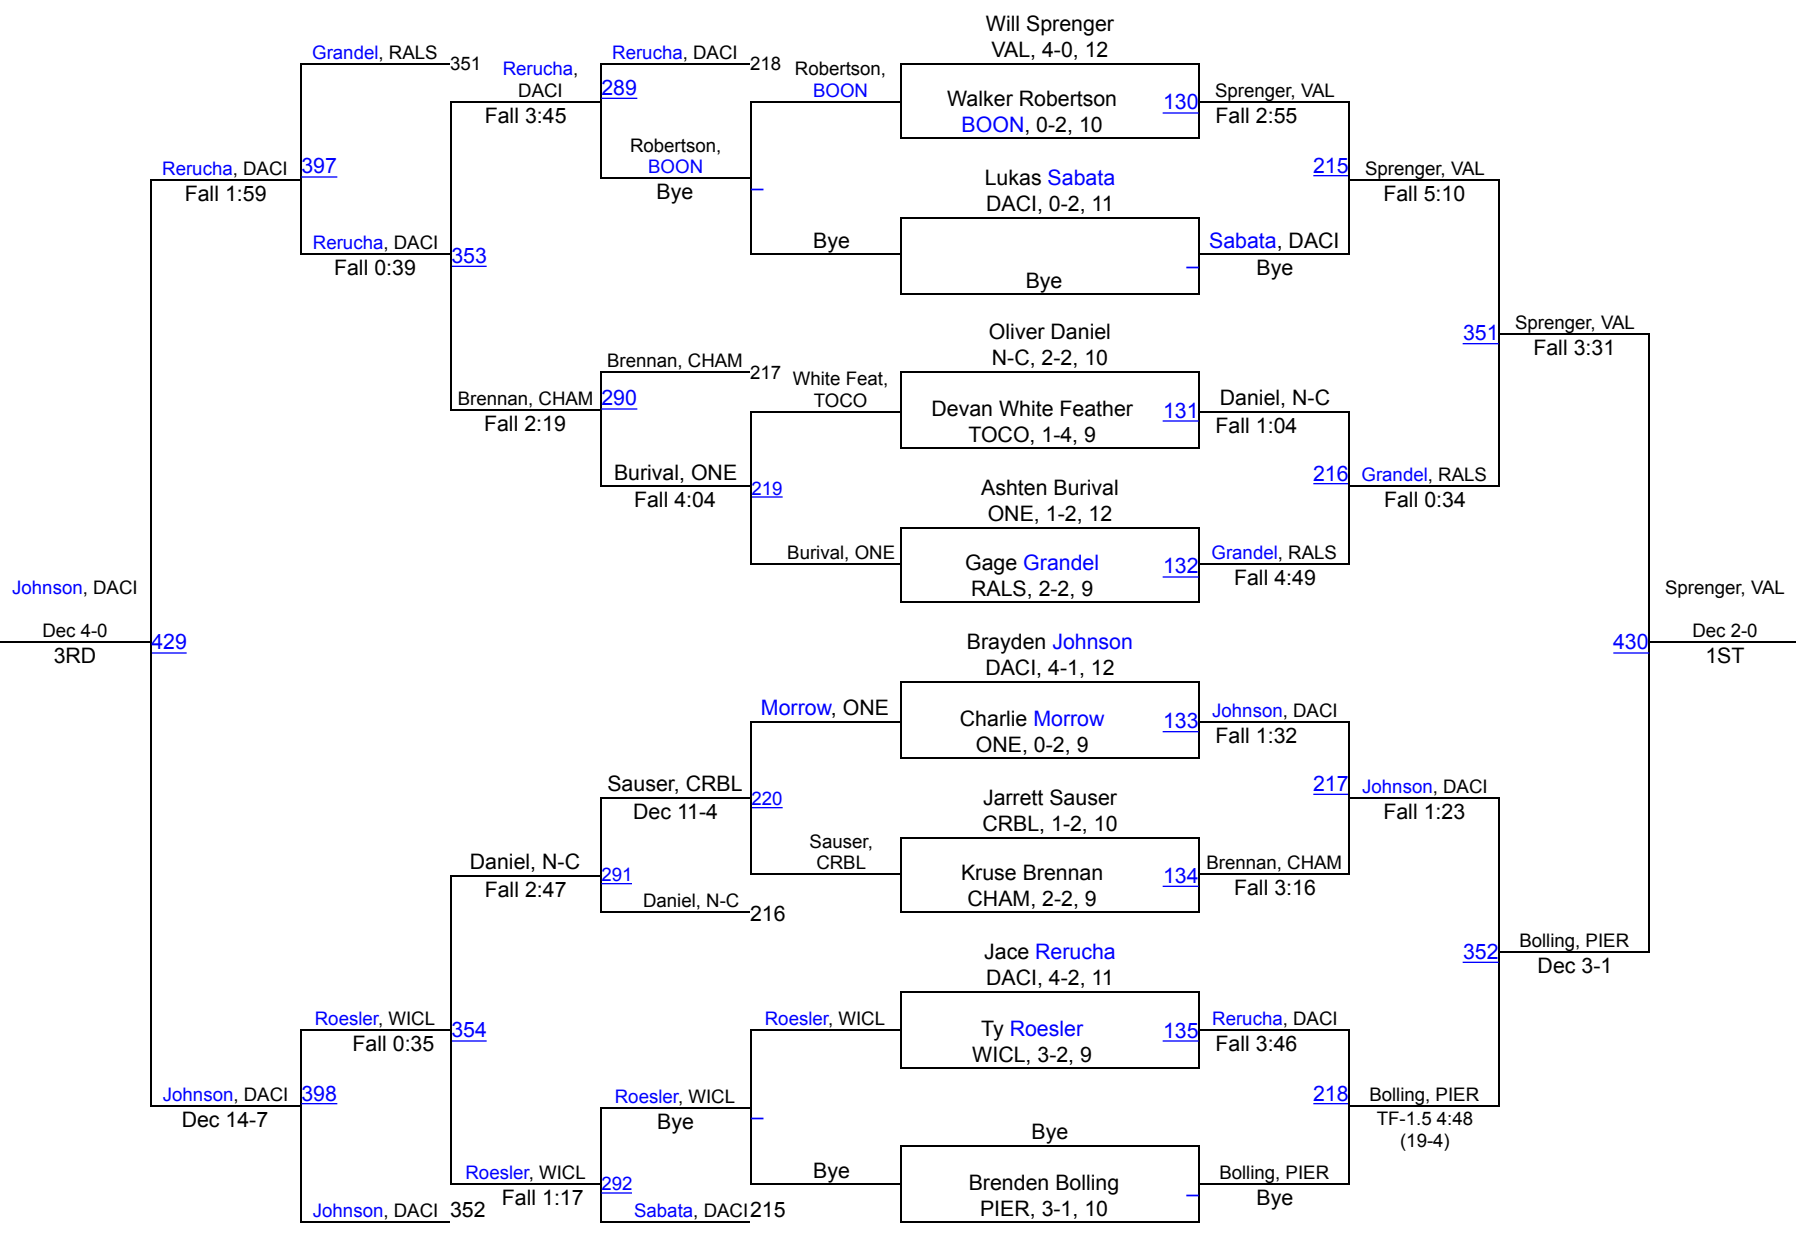 Will Sprenger
VAL, 4-0, 12
Walker Robertson
BOON, 0-2, 10
130
Lukas Sabata
DACI, 0-2, 11
Bye
Oliver Daniel
N-C, 2-2, 10
Devan White Feather
TOCO, 1-4, 9
131
Ashten Burival
ONE, 1-2, 12
Gage Grandel
RALS, 2-2, 9
132
Brayden Johnson
DACI, 4-1, 12
Charlie Morrow
ONE, 0-2, 9
133
Jarrett Sauser
CRBL, 1-2, 10
Kruse Brennan
CHAM, 2-2, 9
134
Jace Rerucha
DACI, 4-2, 11
Ty Roesler
WICL, 3-2, 9
135
Bye
Brenden Bolling
PIER, 3-1, 10
Sprenger, VAL
Fall 2:55
215
Sabata, DACI
Bye
Daniel, N-C
Fall 1:04
216
Grandel, RALS
Fall 4:49
Johnson, DACI
Fall 1:32
217
Brennan, CHAM
Fall 3:16
Rerucha, DACI
Fall 3:46
218
Bolling, PIER
Bye
Sprenger, VAL
Fall 5:10
351
Grandel, RALS
Fall 0:34
Johnson, DACI
Fall 1:23
352
Bolling, PIER
TF-1.5 4:48
(19-4)
Sprenger, VAL
Fall 3:31
430
Bolling, PIER
Dec 3-1
Sprenger, VAL
Dec 2-0
1ST
Robertson,
BOON
Bye
White Feat,
TOCO
219
Burival, ONE
Morrow, ONE
220
Sauser,
CRBL
Roesler, WICL
Bye
Rerucha, DACI
218
289
Robertson,
BOON
Bye
Brennan, CHAM
217
290
Burival, ONE
Fall 4:04
Sauser, CRBL
Dec 11-4
291
Daniel, N-C
216
Roesler, WICL
Bye
292
Sabata, DACI
215
Rerucha,
DACI
Fall 3:45
353
Brennan, CHAM
Fall 2:19
Daniel, N-C
Fall 2:47
354
Roesler, WICL
Fall 1:17
Grandel, RALS
351
397
Rerucha, DACI
Fall 0:39
Roesler, WICL
Fall 0:35
398
Johnson, DACI
352
Rerucha, DACI
Fall 1:59
429
Johnson, DACI
Dec 14-7
Johnson, DACI
Dec 4-0
3RD